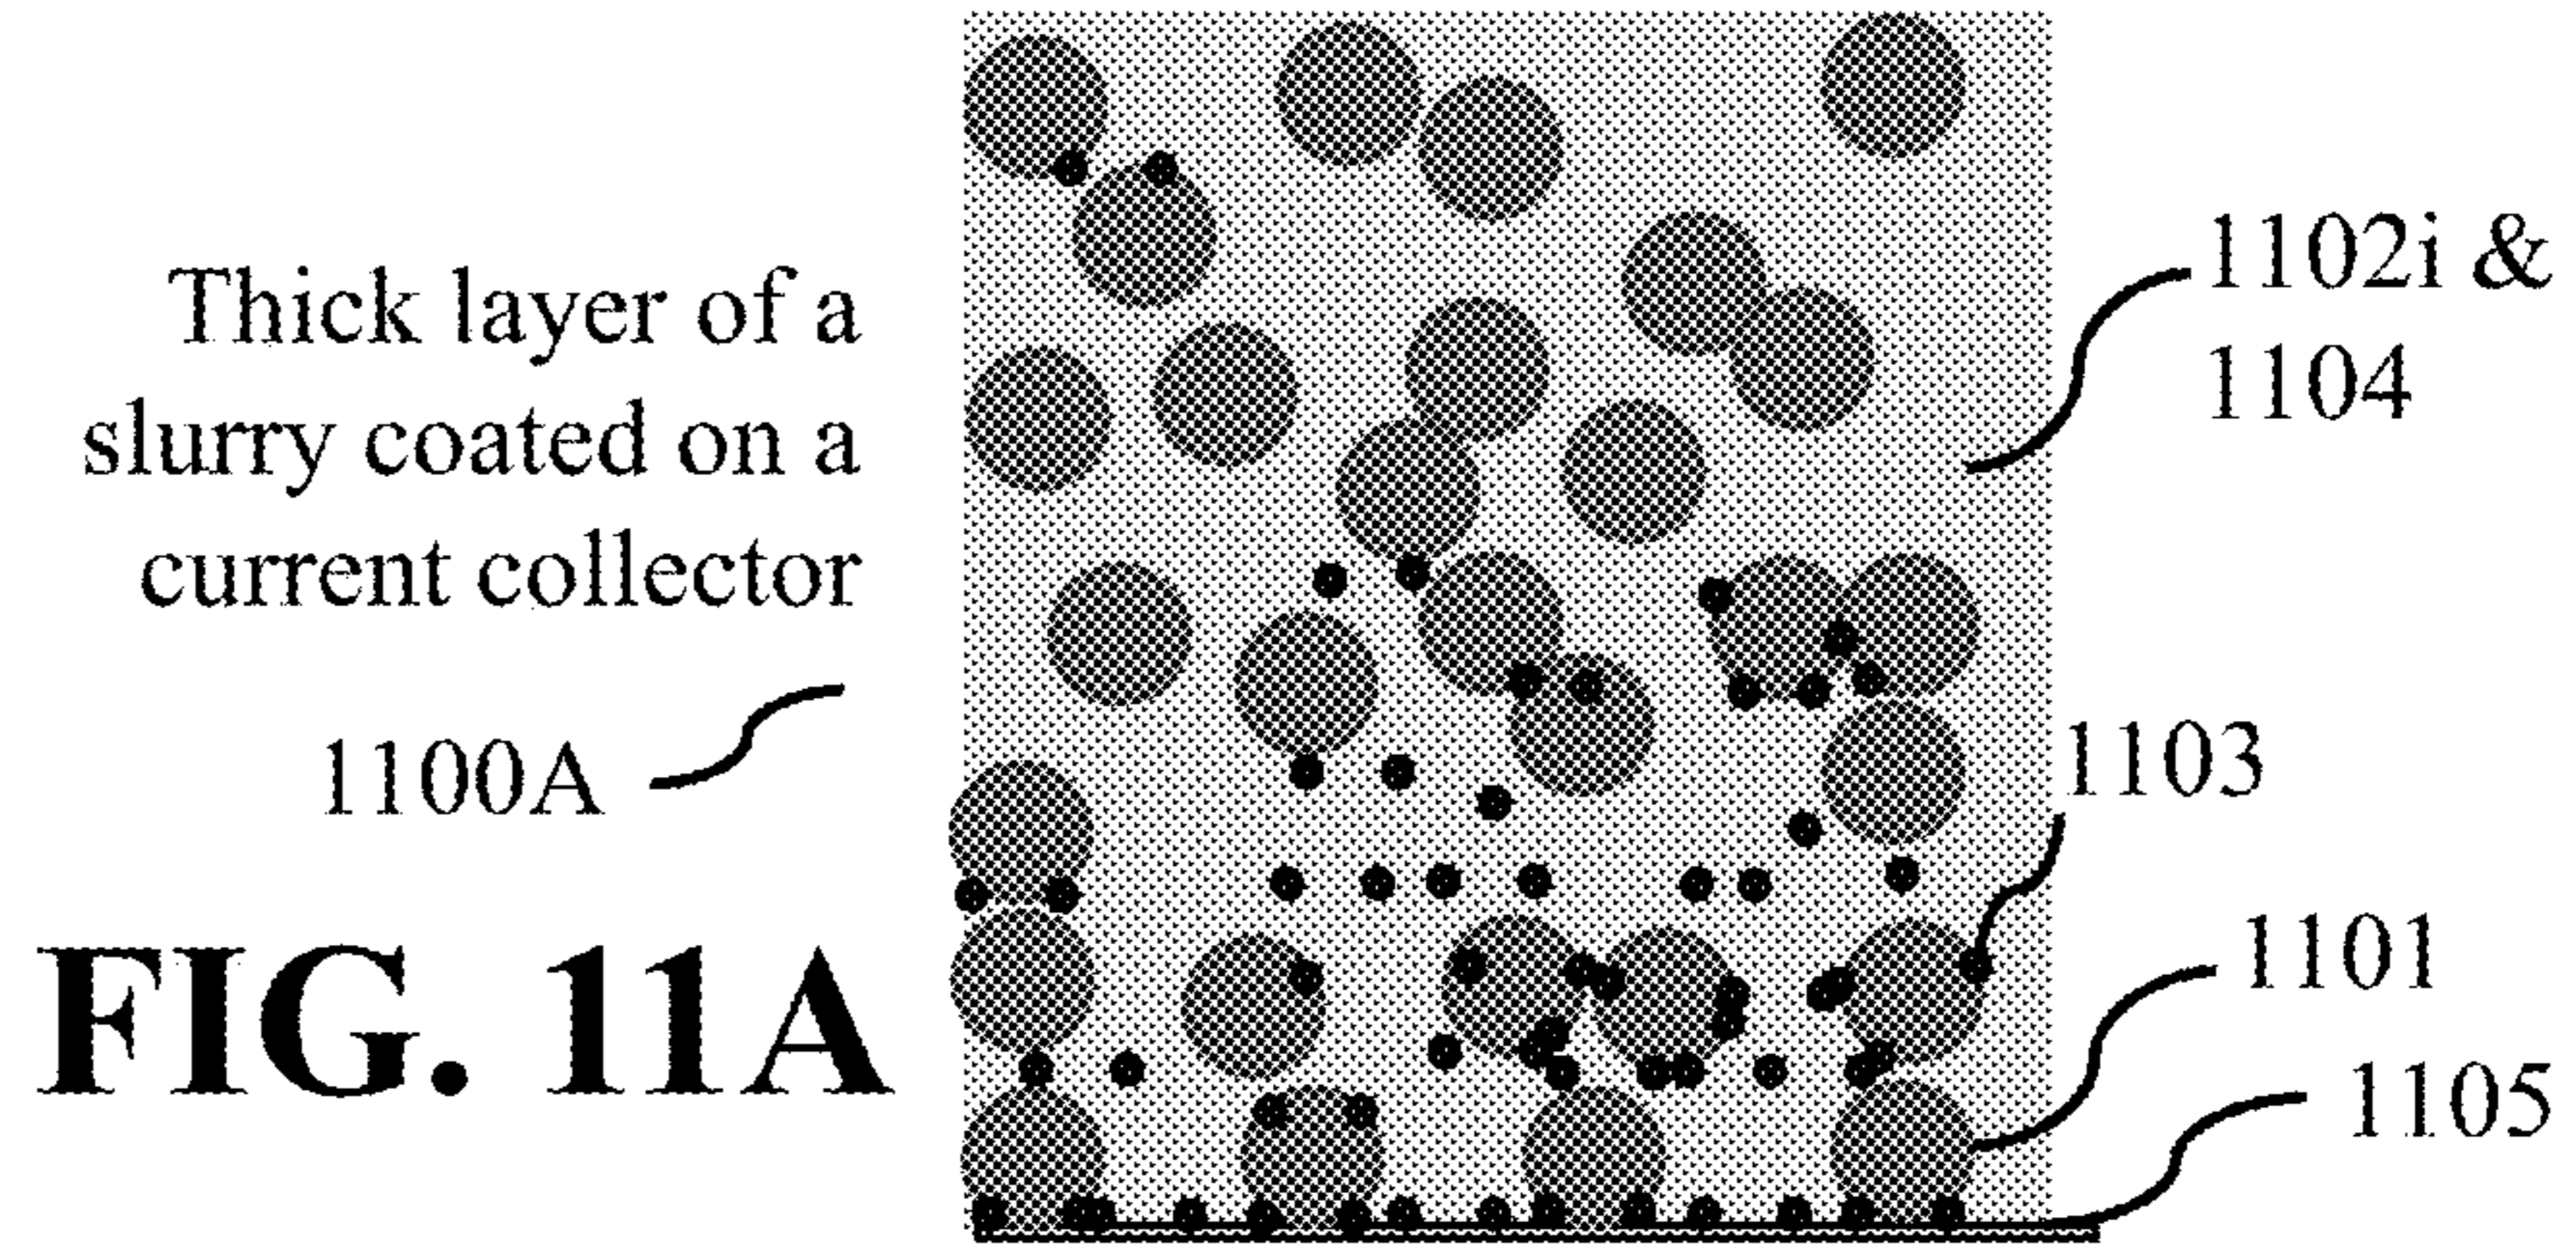 Thick layer of a
slurry coated on a
current collector
1100A
FIG. 11A
1102i &
1104
1103
1101
1105